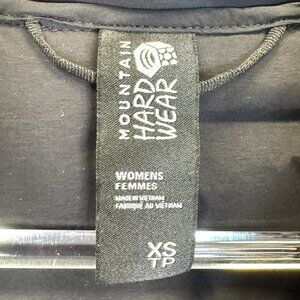 MOUNTAIN
HARD
WEAR
WOMENS
FEMMES
MADE IN VIETNAM
FABRIQUÉ AU VIETNAM
XS
TP